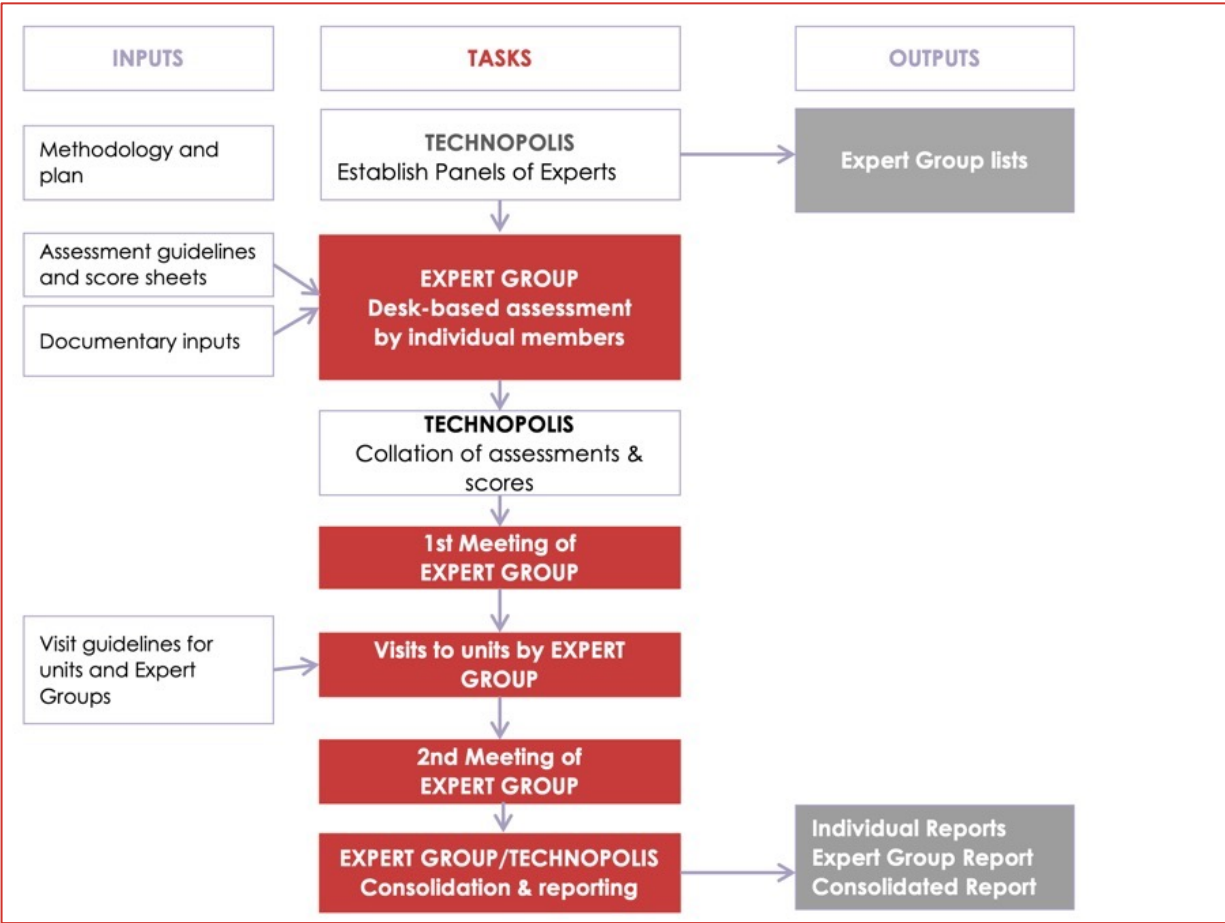 INPUTS
TASKS
OUTPUTS
Methodology and
plan
TECHNOPOLIS
Establish Panels of Experts
Expert Group lists
Assessment guidelines
and score sheets
Documentary inputs
EXPERT GROUP
Desk-based assessment
by individual members
TECHNOPOLIS
Collation of assessments &
scores
1st Meeting of
EXPERT GROUP
Visit guidelines for
units and Expert
Groups
Visits to units by EXPERT
GROUP
2nd Meeting of
EXPERT GROUP
EXPERT GROUP/TECHNOPOLIS
Consolidation & reporting
Individual Reports
Expert Group Report
Consolidated Report